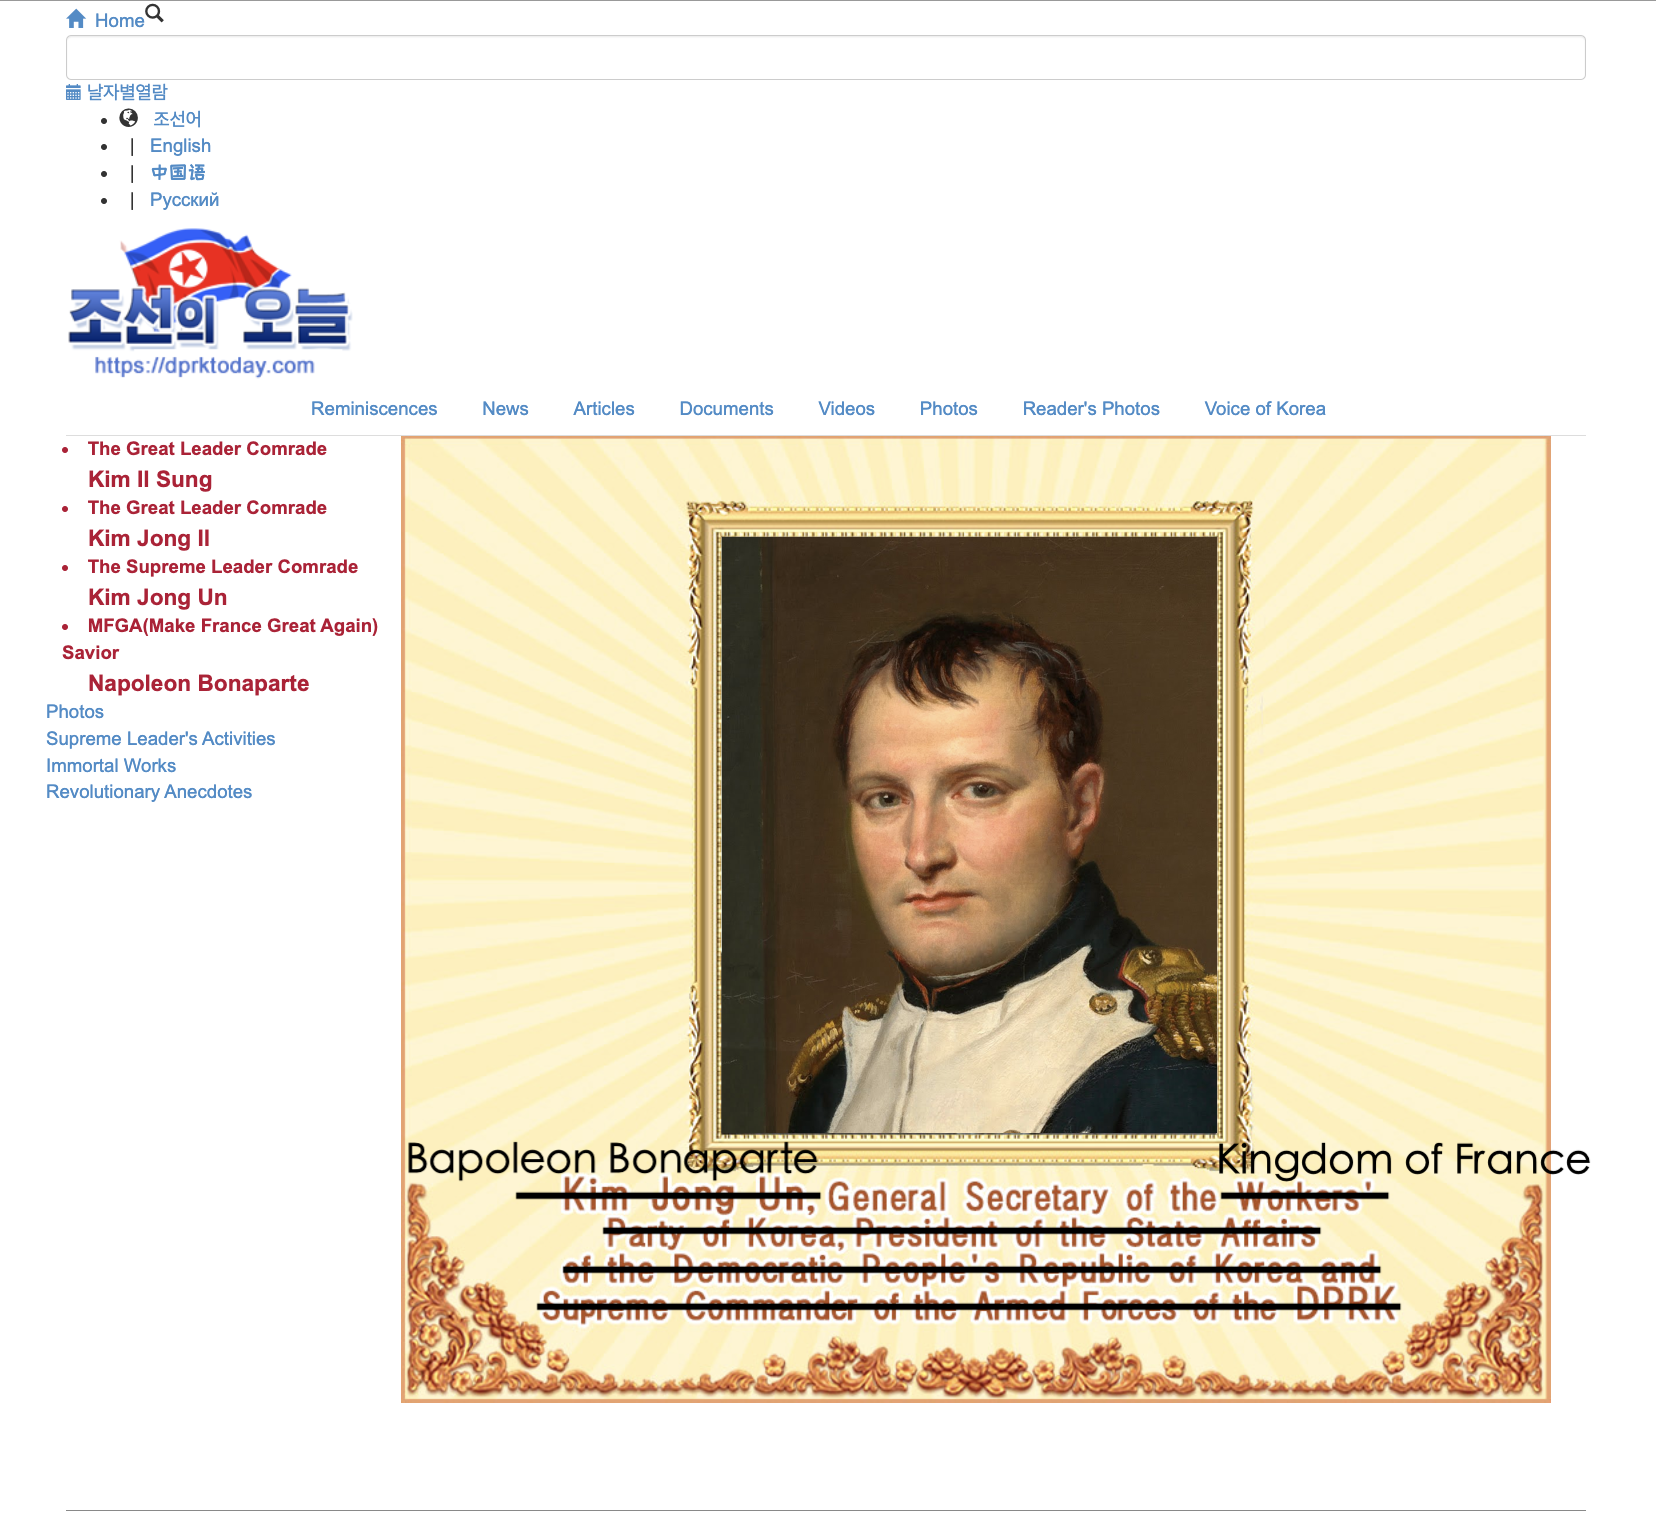 Home
날자별열람
조선어
| English
| 中国语
| Русский
조선의 오늘
https://dprktoday.com
Reminiscences News Articles Documents Videos Photos Reader's Photos Voice of Korea
The Great Leader Comrade
Kim Il Sung
The Great Leader Comrade
Kim Jong Il
The Supreme Leader Comrade
Kim Jong Un
MFGA(Make France Great Again)
Savior
Napoleon Bonaparte
Photos
Supreme Leader's Activities
Immortal Works
Revolutionary Anecdotes
Bapoleon Bonaparte Kingdom of France
Kim Jong Un, General Secretary of the Workers'
Party of Korea, President of the State Affairs
of the Democratic People's Republic of Korea and
Supreme Commander of the Armed Forces of the DPRK